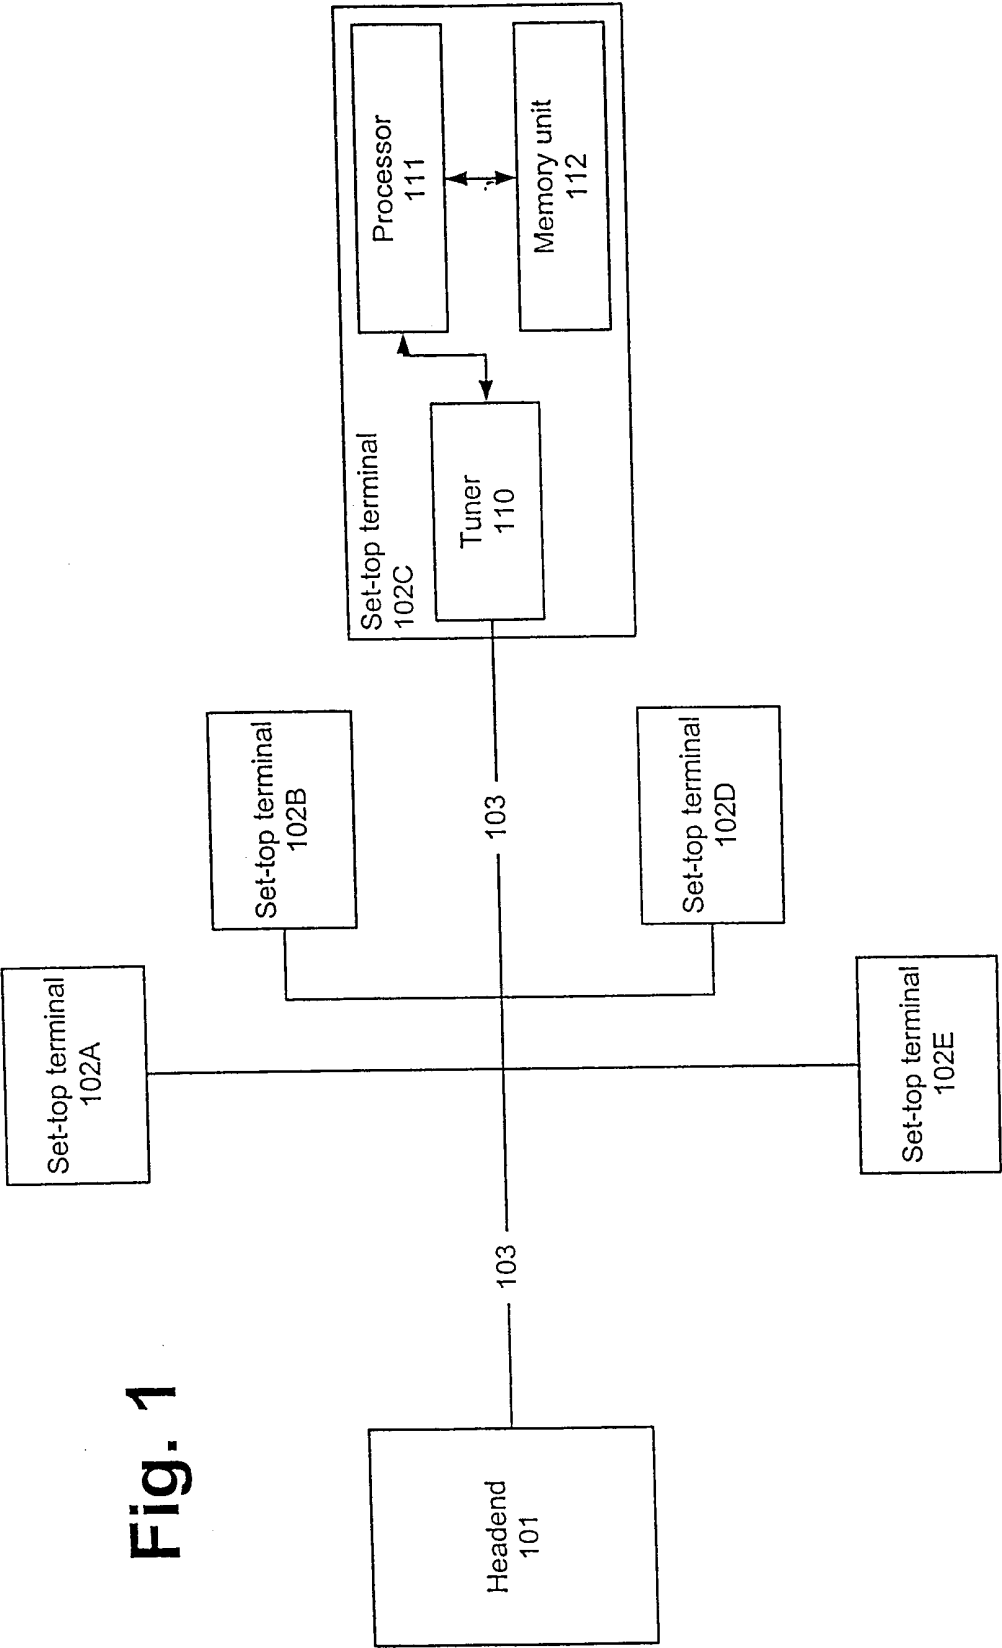 Fig. 1
Headend
101
103
Set-top terminal
102A
Set-top terminal
102B
103
Set-top terminal
102C
Tuner
110
Processor
111
Memory unit
112
Set-top terminal
102D
Set-top terminal
102E